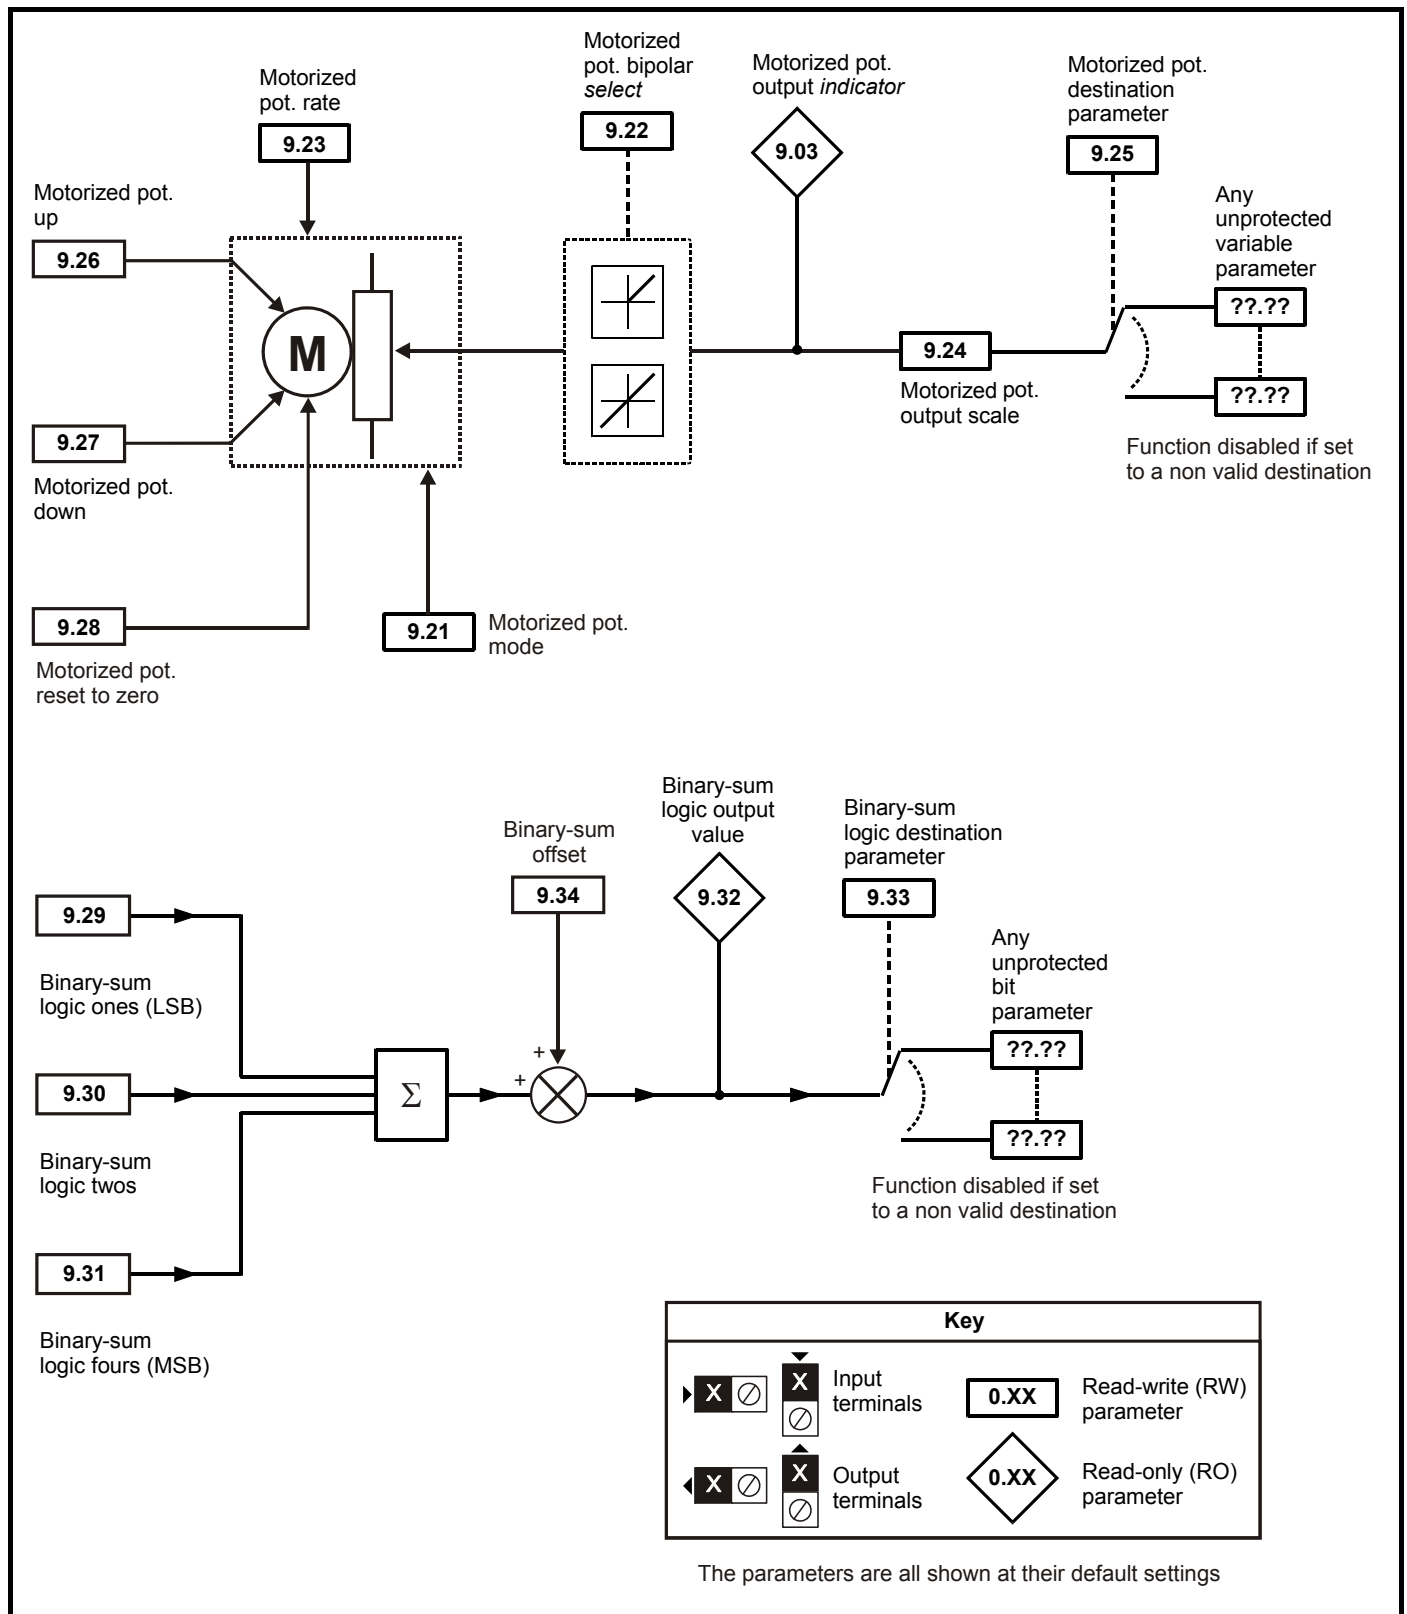 Motorized
pot. rate
9.23
Motorized
pot. bipolar
select
9.22
Motorized pot.
output indicator
9.03
Motorized pot.
destination
parameter
9.25
Motorized pot.
up
9.26
Any
unprotected
variable
parameter
??.??
M
9.24
Motorized pot.
output scale
??.??
9.27
Motorized pot.
down
Function disabled if set
to a non valid destination
9.28
Motorized pot.
reset to zero
9.21
Motorized pot.
mode
Binary-sum
offset
9.34
Binary-sum
logic output
value
9.32
Binary-sum
logic destination
parameter
9.33
9.29
Binary-sum
logic ones (LSB)
Any
unprotected
bit
parameter
??.??
9.30
Binary-sum
logic twos
Σ
+
+
??.??
Function disabled if set
to a non valid destination
9.31
Binary-sum
logic fours (MSB)
Key
X
X
Input
terminals
0.XX
Read-write (RW)
parameter
X
X
Output
terminals
0.XX
Read-only (RO)
parameter
The parameters are all shown at their default settings